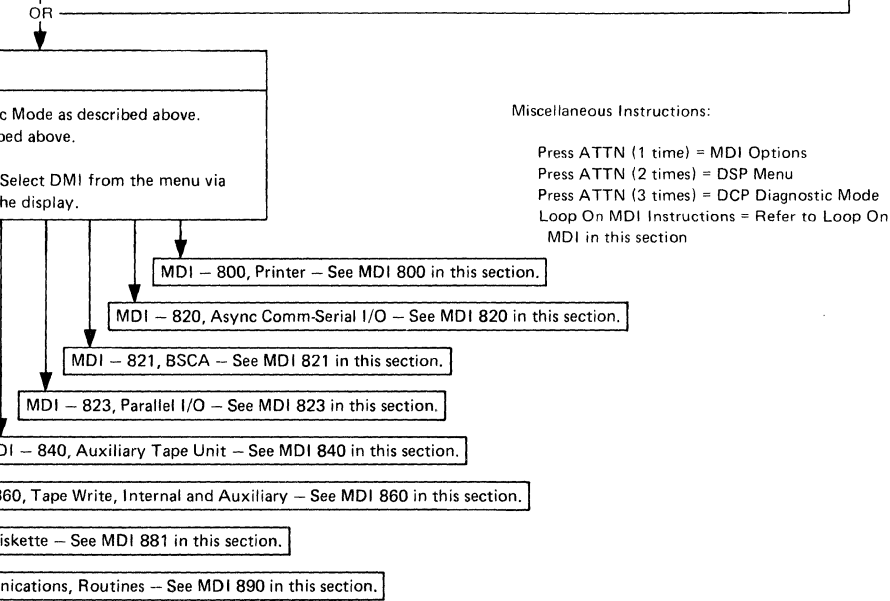 OR
c Mode as described above.
bed above.
Select DMI from the menu via
he display.
Miscellaneous Instructions:
Press ATTN (1 time) = MDI Options
Press ATTN (2 times) = DSP Menu
Press ATTN (3 times) = DCP Diagnostic Mode
Loop On MDI Instructions = Refer to Loop On
MDI in this section
MDI – 800, Printer – See MDI 800 in this section.
MDI – 820, Async Comm-Serial I/O – See MDI 820 in this section.
MDI – 821, BSCA – See MDI 821 in this section.
MDI – 823, Parallel I/O – See MDI 823 in this section.
DI – 840, Auxiliary Tape Unit – See MDI 840 in this section.
860, Tape Write, Internal and Auxiliary – See MDI 860 in this section.
iskette – See MDI 881 in this section.
nications, Routines – See MDI 890 in this section.